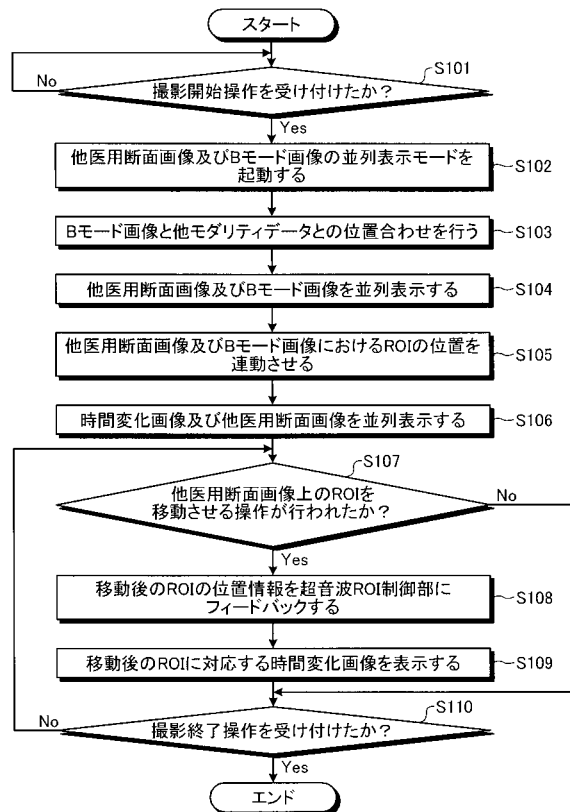 スタート
S101
No
撮影開始操作を受け付けたか?
Yes
他医用断面画像及びBモード画像の並列表示モードを
起動する
S102
Bモード画像と他モダリティデータとの位置合わせを行う
S103
他医用断面画像及びBモード画像を並列表示する
S104
他医用断面画像及びBモード画像におけるROIの位置を
連動させる
S105
時間変化画像及び他医用断面画像を並列表示する
S106
S107
他医用断面画像上のROIを
移動させる操作が行われたか?
No
Yes
移動後のROIの位置情報を超音波ROI制御部に
フィードバックする
S108
移動後のROIに対応する時間変化画像を表示する
S109
S110
No
撮影終了操作を受け付けたか?
Yes
エンド